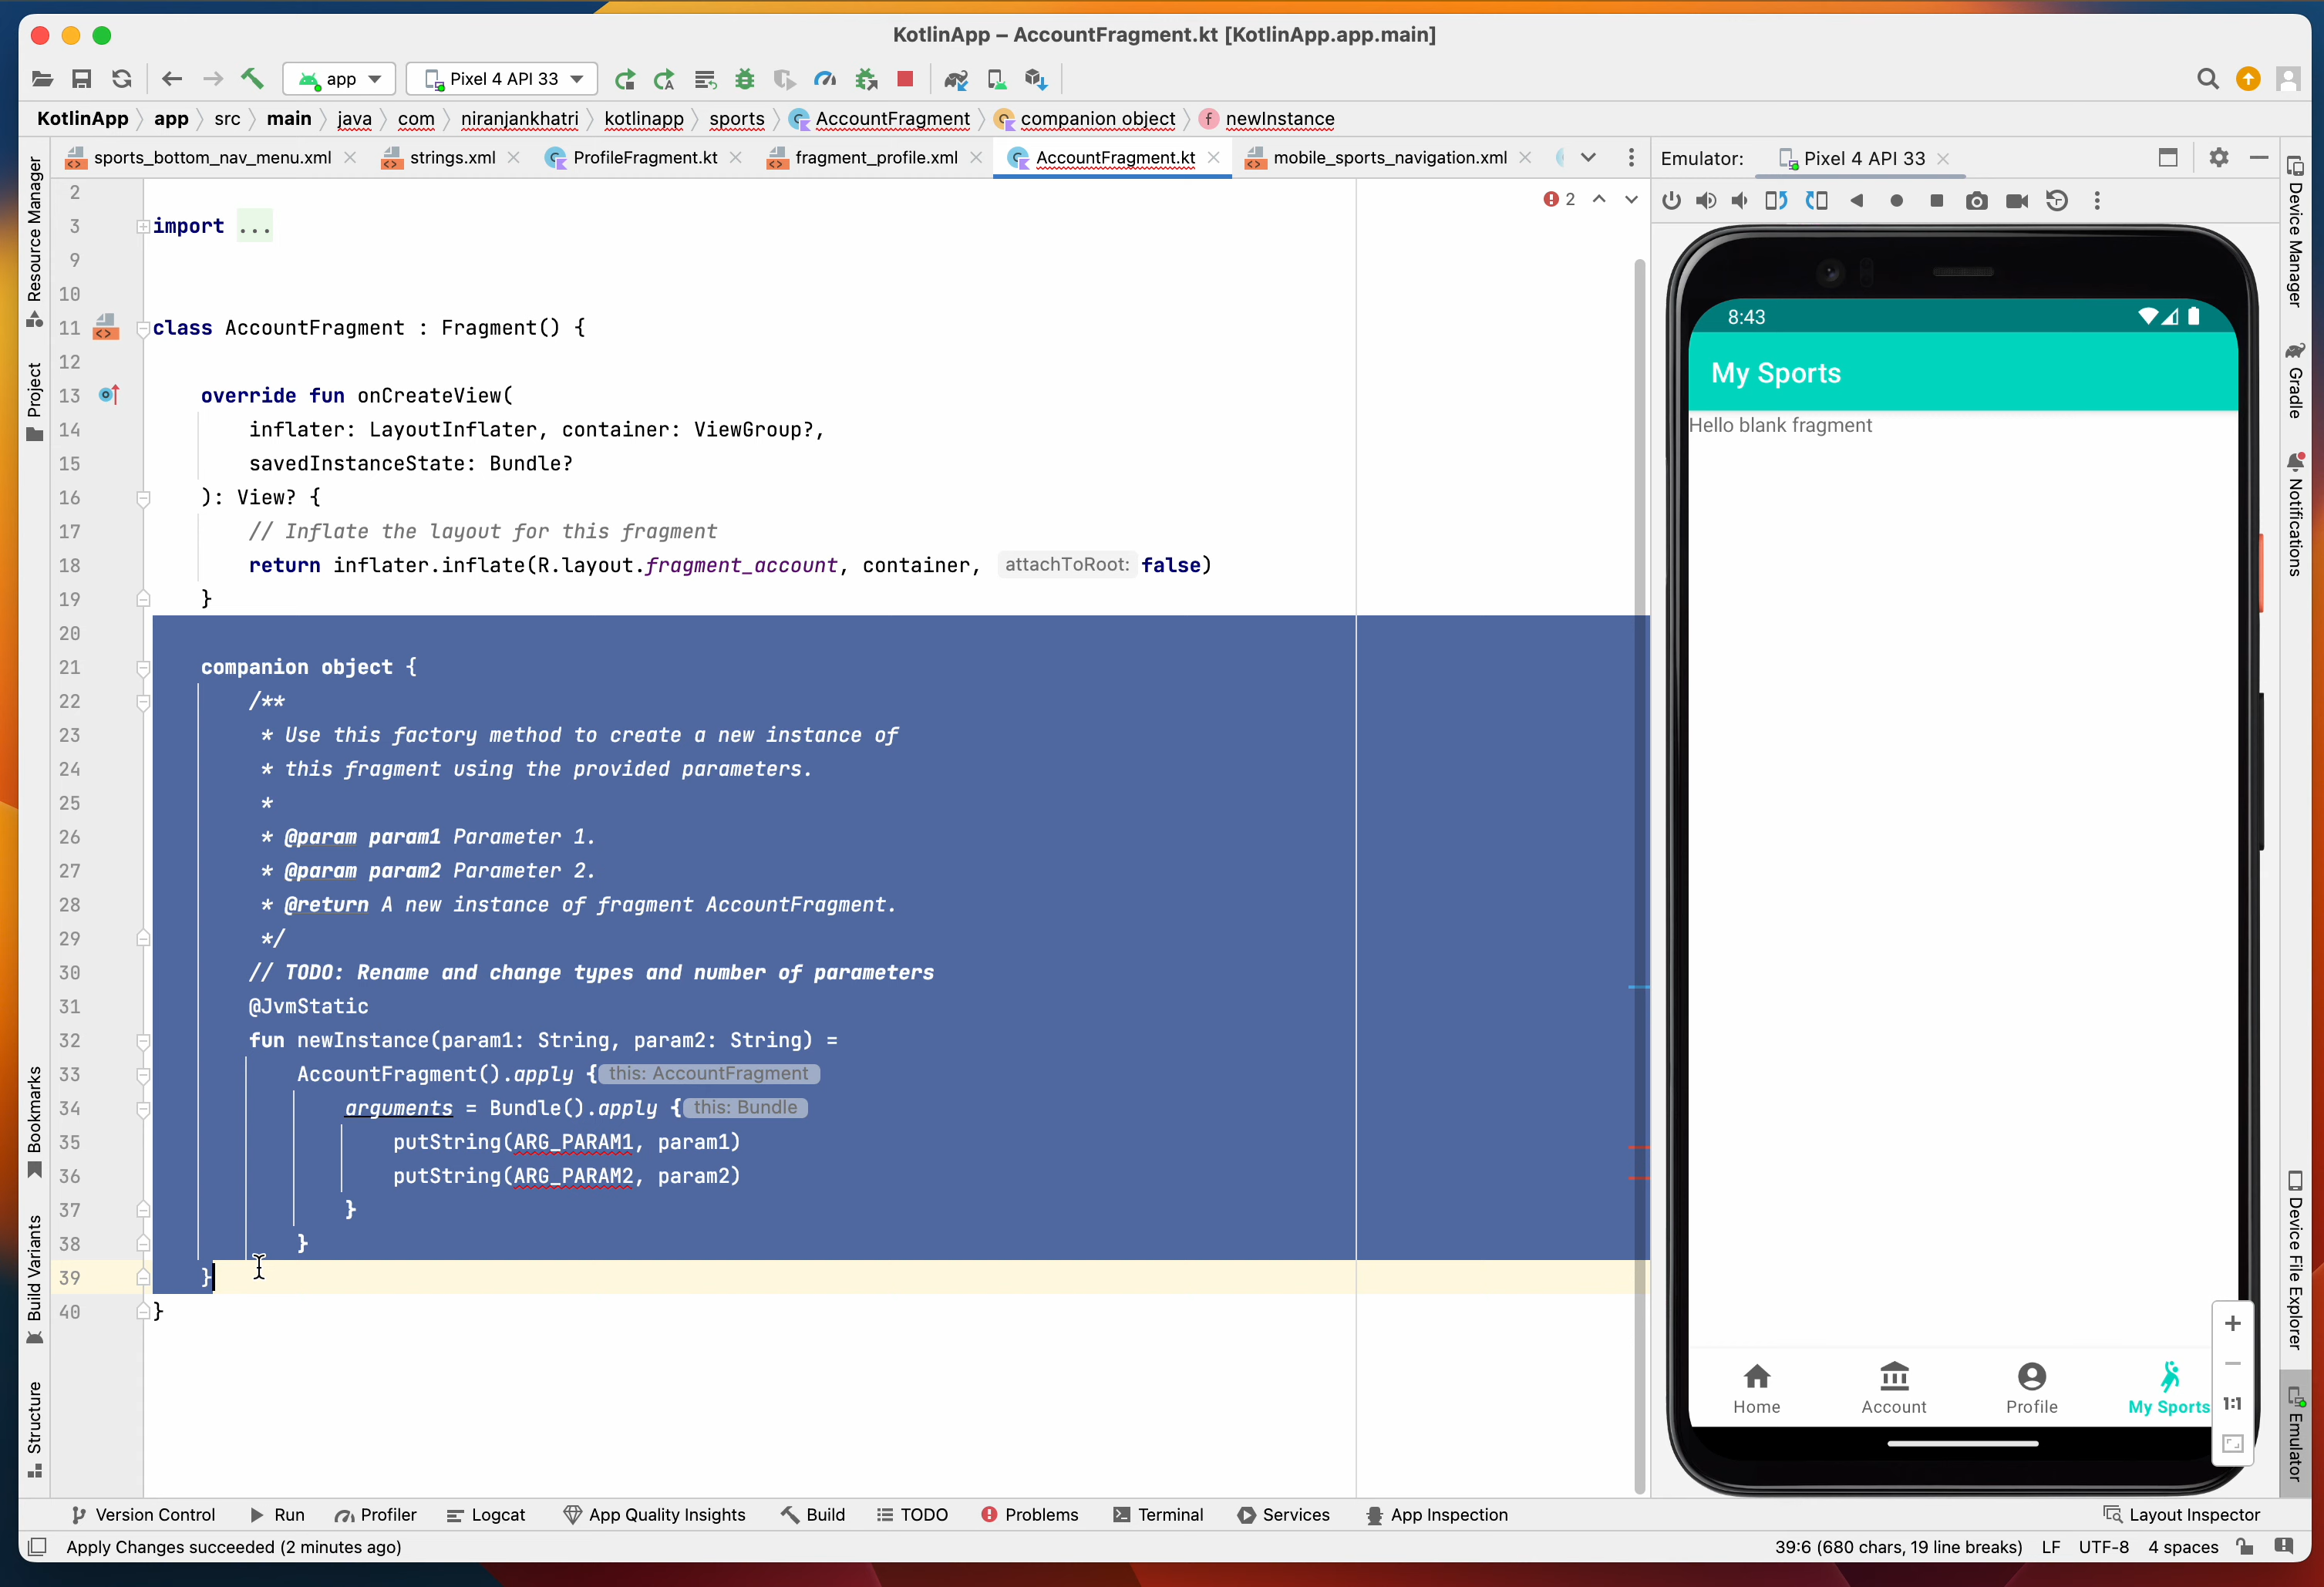 KotlinApp – AccountFragment.kt [KotlinApp.app.main]
app
Pixel 4 API 33
KotlinApp app src main java com niranjankhatri kotlinapp sports AccountFragment companion object f newInstance
sports_bottom_nav_menu.xml
strings.xml
ProfileFragment.kt
fragment_profile.xml
AccountFragment.kt
mobile_sports_navigation.xml
Emulator: Pixel 4 API 33
2
2
3 import ...
9
10
11 class AccountFragment : Fragment() {
12
13 override fun onCreateView(
14 inflater: LayoutInflater, container: ViewGroup?,
15 savedInstanceState: Bundle?
16 ): View? {
17 // Inflate the layout for this fragment
18 return inflater.inflate(R.layout.fragment_account, container, attachToRoot: false)
19 }
20
21 companion object {
22 /**
23 * Use this factory method to create a new instance of
24 * this fragment using the provided parameters.
25 *
26 * @param param1 Parameter 1.
27 * @param param2 Parameter 2.
28 * @return A new instance of fragment AccountFragment.
29 */
30 // TODO: Rename and change types and number of parameters
31 @JvmStatic
32 fun newInstance(param1: String, param2: String) =
33 AccountFragment().apply { this: AccountFragment
34 arguments = Bundle().apply { this: Bundle
35 putString(ARG_PARAM1, param1)
36 putString(ARG_PARAM2, param2)
37 }
38 }
39 }
40 }
Resource Manager
Project
Bookmarks
Build Variants
Structure
8:43
My Sports
Hello blank fragment
Home
Account
Profile
My Sports
1:1
Device Manager
Gradle
Notifications
Device File Explorer
Emulator
Version Control Run Profiler Logcat App Quality Insights Build TODO Problems Terminal Services App Inspection Layout Inspector
Apply Changes succeeded (2 minutes ago)
39:6 (680 chars, 19 line breaks) LF UTF-8 4 spaces